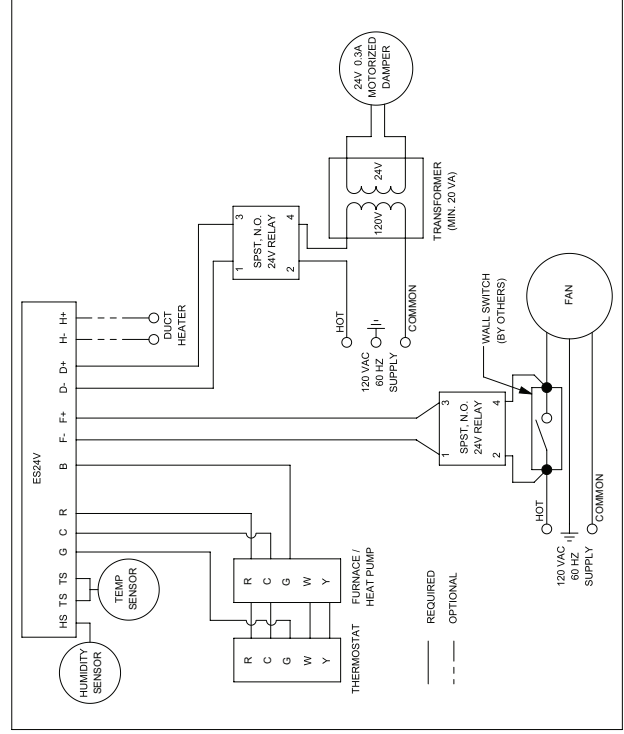 ES24V
HS
TS
TS
G
C
R
B
F-
F+
D-
D+
H-
H+
HUMIDITY
SENSOR
TEMP
SENSOR
DUCT
HEATER
1
3
SPST, N.O.
24V RELAY
2
4
HOT
120 VAC
60 HZ
SUPPLY
COMMON
120V
24V
TRANSFORMER
(MIN. 20 VA)
24V 0.3A
MOTORIZED
DAMPER
R
C
G
W
Y
THERMOSTAT
R
C
G
W
Y
FURNACE /
HEAT PUMP
1
3
SPST, N.O.
24V RELAY
2
4
WALL SWITCH
(BY OTHERS)
HOT
120 VAC
60 HZ
SUPPLY
COMMON
FAN
REQUIRED
OPTIONAL